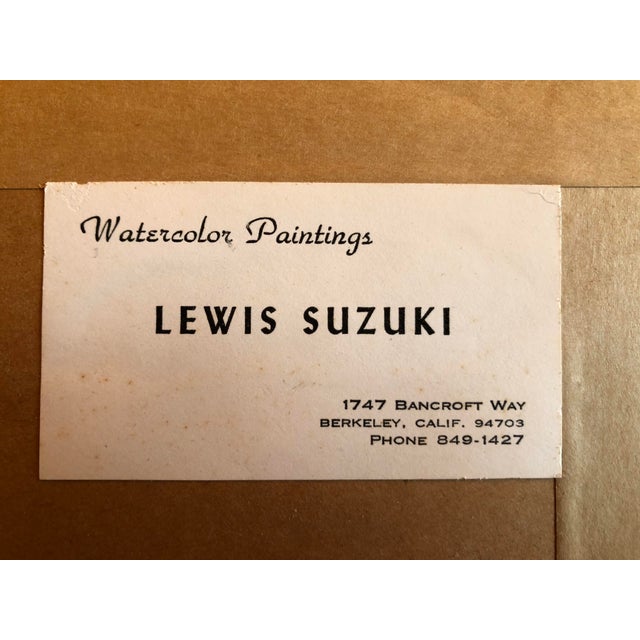 Watercolor Paintings
LEWIS SUZUKI
1747 BANCROFT WAY
BERKELEY, CALIF. 94703
PHONE 849-1427